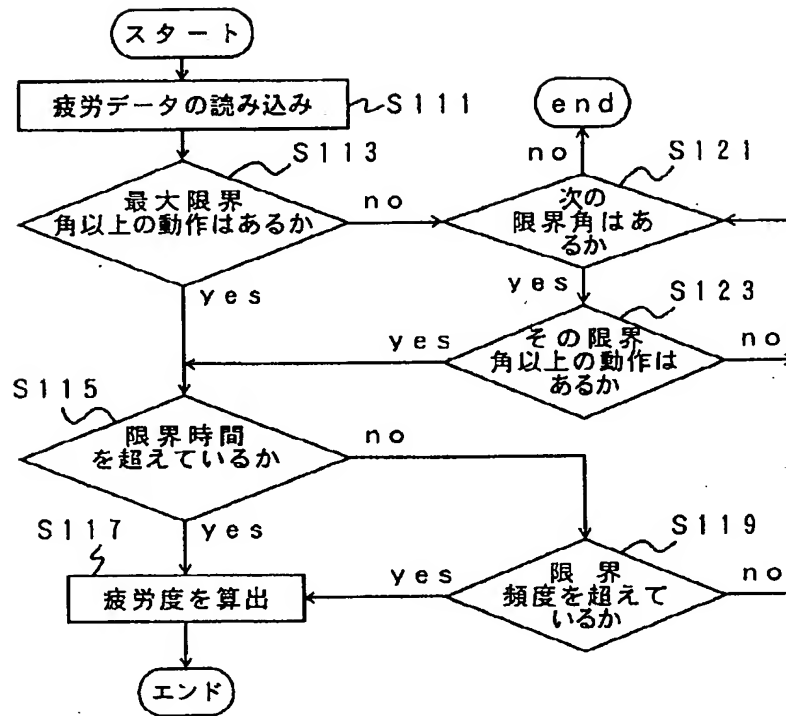 スタート
疲労データの読み込み
S111
end
S113
no
S121
最大限界
角以上の動作はあるか
no
次の
限界角はあ
るか
yes
yes
S123
yes
その限界
角以上の動作は
あるか
no
S115
限界時間
を超えているか
no
S117
yes
S119
疲労度を算出
yes
限界
頻度を超えて
いるか
no
エンド